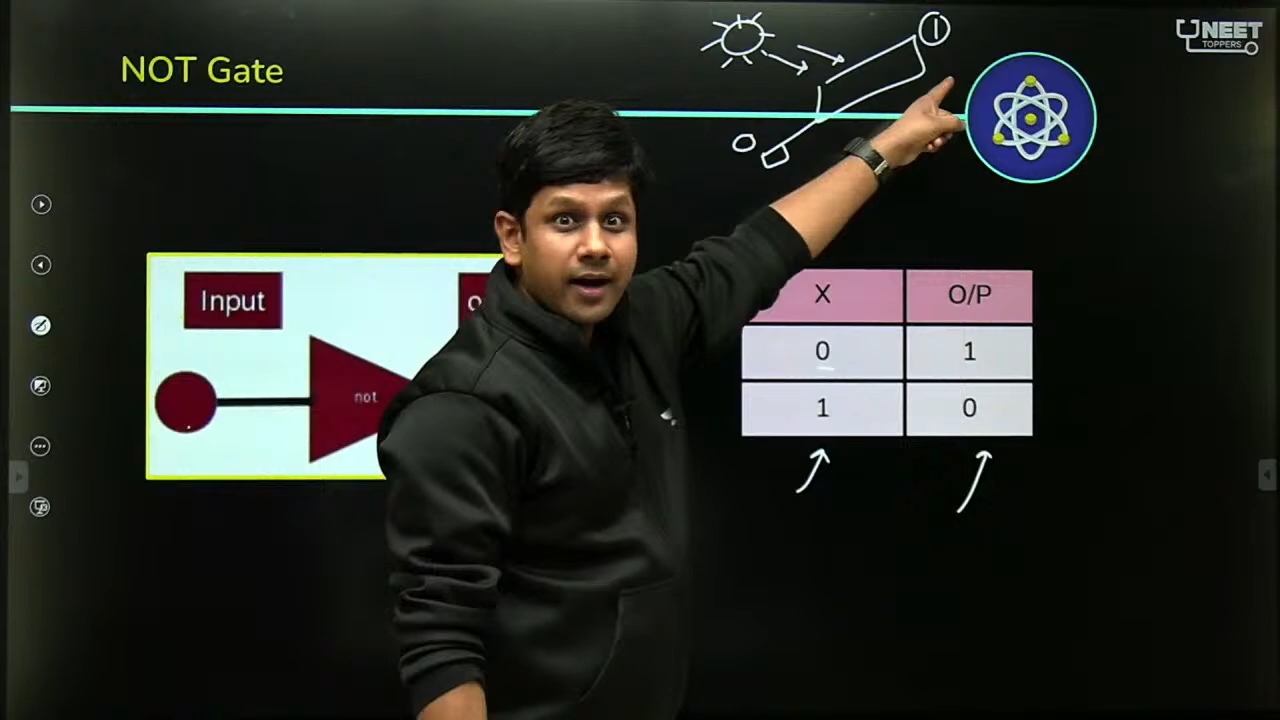 NOT Gate
1
NEET
TOPPERS
0
Input
not
X O/P
0 1
1 0